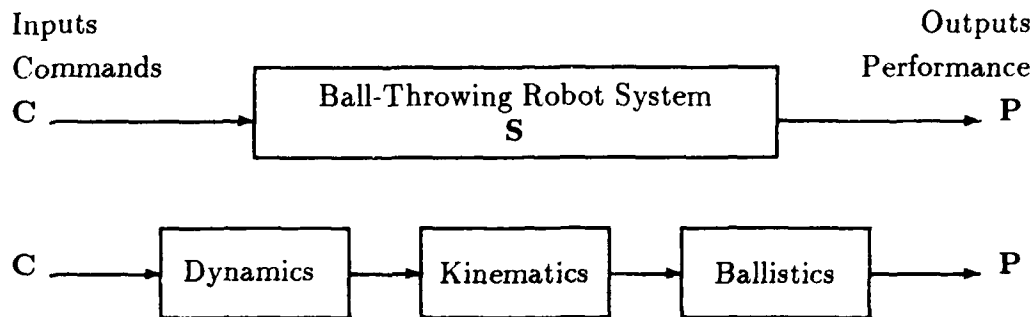 Inputs
Commands
C
Ball-Throwing Robot System
S
Outputs
Performance
P
C
Dynamics
Kinematics
Ballistics
P